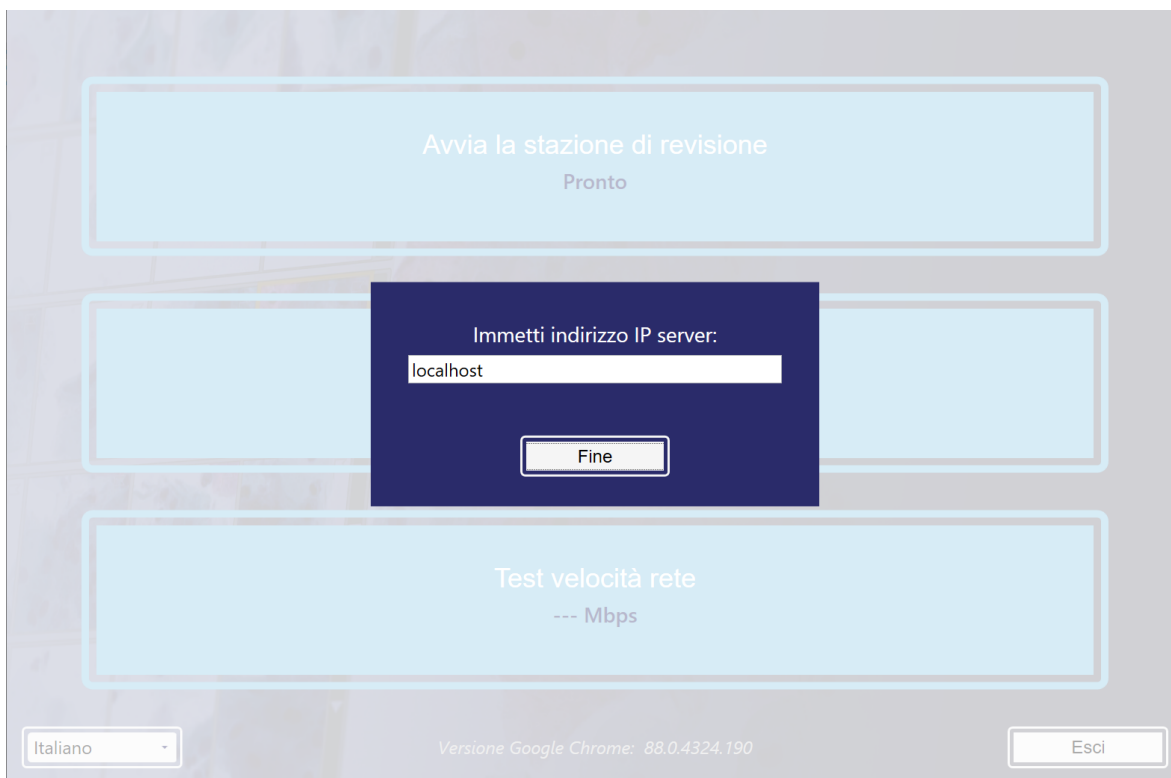 Avvia la stazione di revisione
Pronto
Immetti indirizzo IP server:
localhost
Fine
Test velocità rete
--- Mbps
Italiano
Versione Google Chrome: 88.0.4324.190
Esci